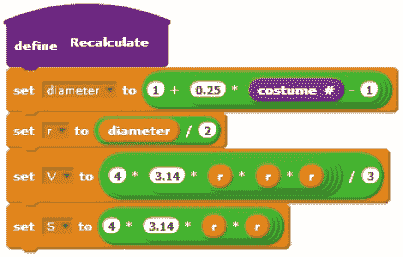 define Recalculate
set diameter to 1 + 0.25 * costume # - 1
set r to diameter / 2
set V to 4 * 3.14 * r * r * r / 3
set S to 4 * 3.14 * r * r